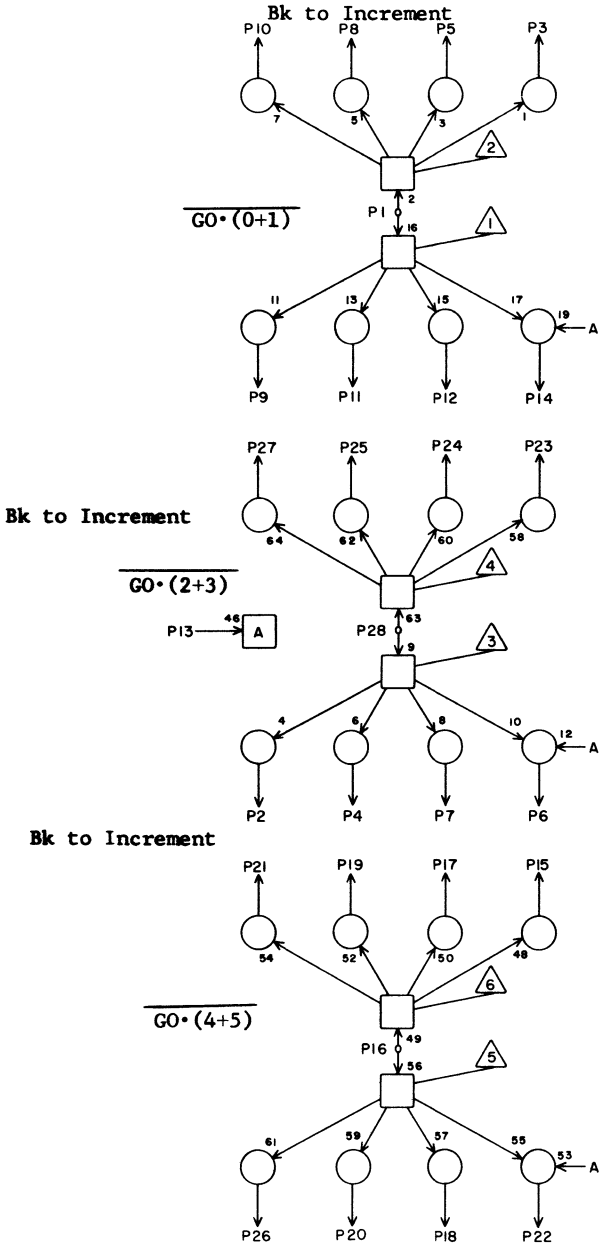 Bk to Increment
P10 P8 P5 P3
7 5 3 1
2
2
P1
GO•(0+1)
16
1
11 13 15 17 19
A
P9 P11 P12 P14
P27 P25 P24 P23
Bk to Increment
64 62 60 58
4
GO•(2+3)
63
P13 46 A P28
9
3
4 6 8 10 12
A
P2 P4 P7 P6
Bk to Increment
P21 P19 P17 P15
54 52 50 48
6
GO•(4+5)
49
P16
56
5
61 59 57 55 53
A
P26 P20 P18 P22